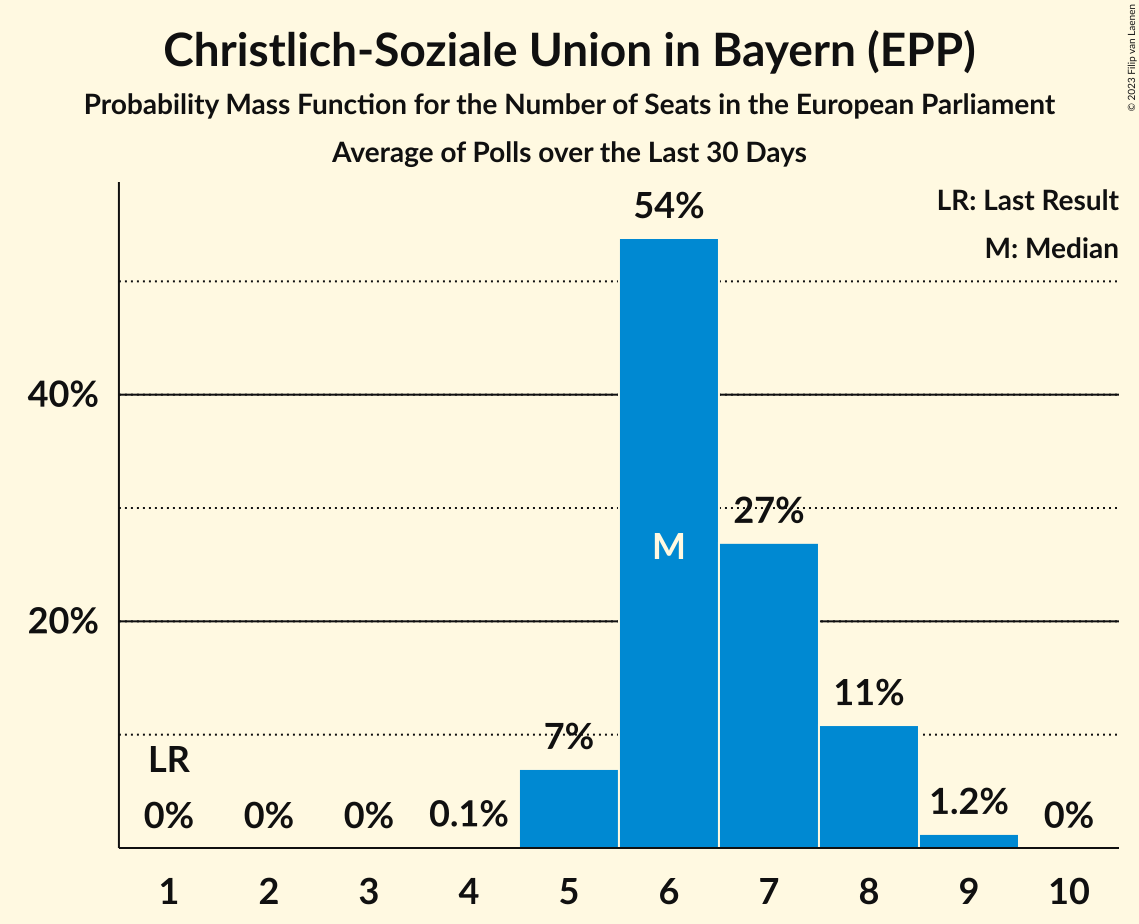 Christlich-Soziale Union in Bayern (EPP)
Probability Mass Function for the Number of Seats in the European Parliament
Average of Polls over the Last 30 Days
© 2023 Filip van Laenen
LR: Last Result
M: Median
54%
40%
27%
M
20%
11%
7%
LR
1.2%
0% 0% 0% 0.1% 0%
1 2 3 4 5 6 7 8 9 10